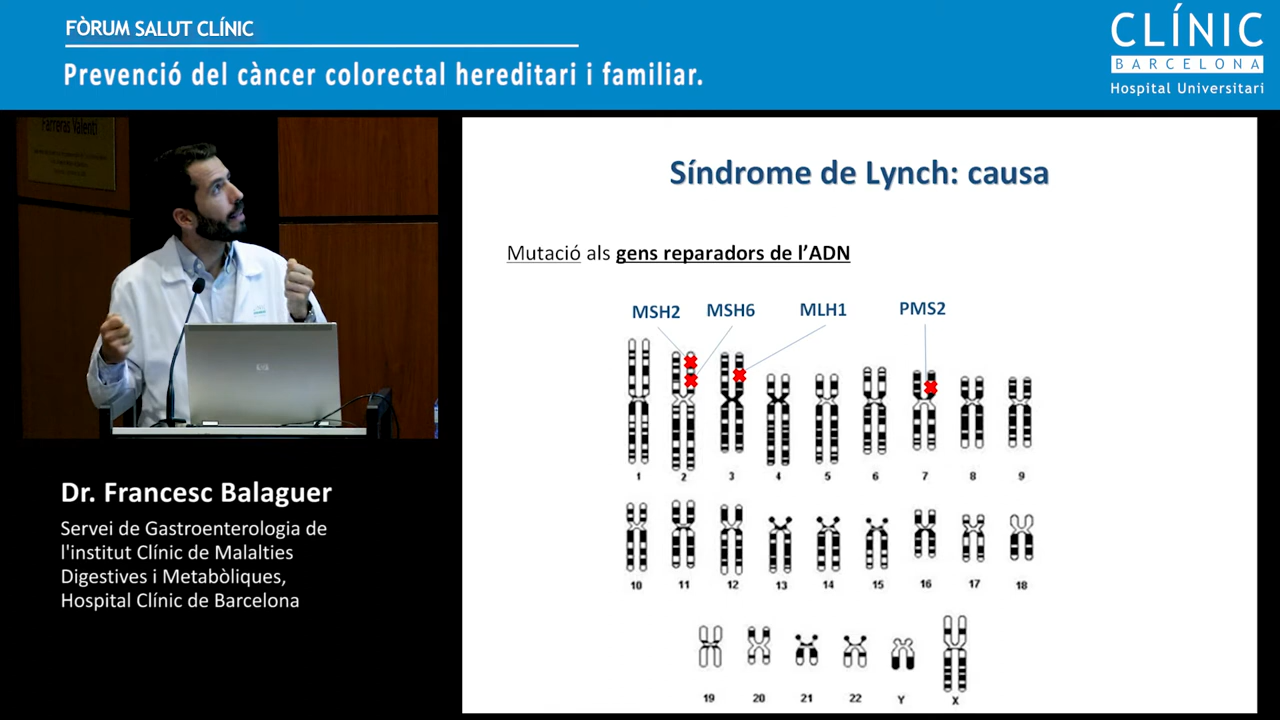 FÒRUM SALUT CLÍNIC
Prevenció del càncer colorectal hereditari i familiar.
CLÍNIC
BARCELONA
Hospital Universitari
Farreras Valentí
Síndrome de Lynch: causa
Mutació als gens reparadors de l’ADN
MSH2 MSH6 MLH1 PMS2
1 2 3 4 5 6 7 8 9
10 11 12 13 14 15 16 17 18
19 20 21 22 Y X
hp
Dr. Francesc Balaguer
Servei de Gastroenterologia de
l'institut Clínic de Malalties
Digestives i Metabòliques,
Hospital Clínic de Barcelona